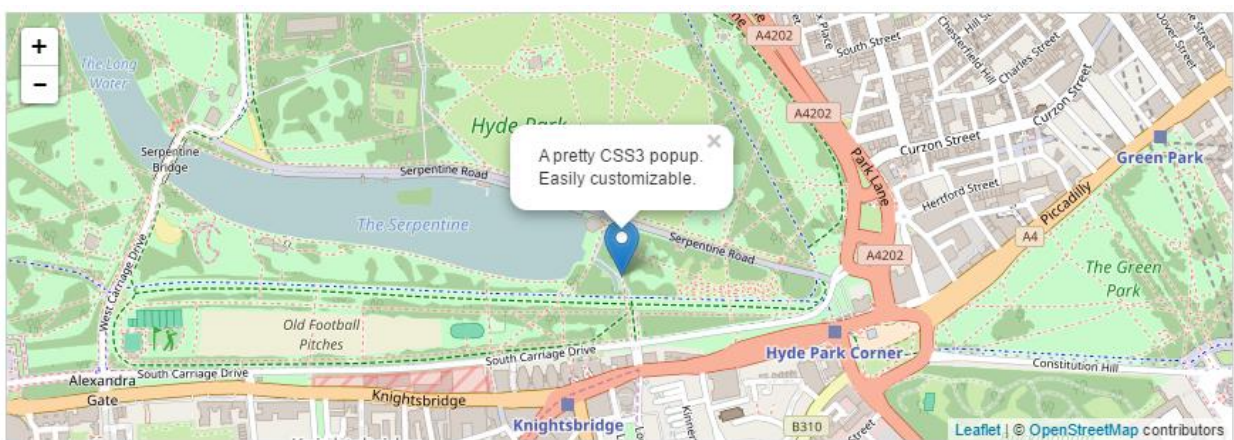 +
−
The Long
Water
Serpentine
Bridge
West Carriage Drive
Hyde Park
Serpentine Road
The Serpentine
A pretty CSS3 popup.
Easily customizable.
×
Serpentine Road
A4202
South Street
Chesterfield Hill
Charles Street
Dover Street
A4202
Curzon Street
Curzon Street
Park Lane
Hertford Street
Green Park
Piccadilly
A4
A4202
The Green
Park
Old Football
Pitches
South Carriage Drive
South Carriage Drive
Alexandra
Gate
Knightsbridge
Knightsbridge
Hyde Park Corner
Constitution Hill
B310
Leaflet | © OpenStreetMap contributors